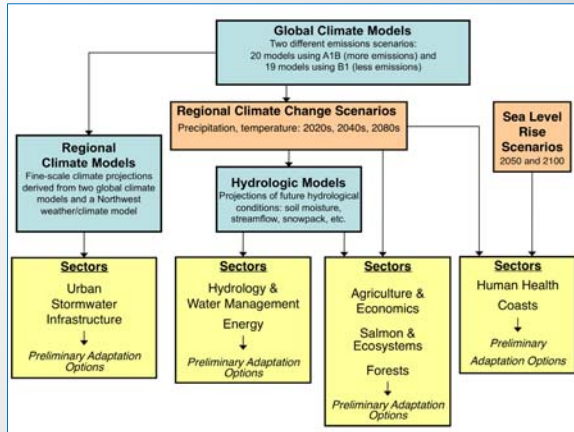 Global Climate Models
Two different emissions scenarios:
20 models using A1B (more emissions) and
19 models using B1 (less emissions)
Regional Climate Change Scenarios
Precipitation, temperature: 2020s, 2040s, 2080s
Sea Level
Rise
Scenarios
2050 and 2100
Regional
Climate Models
Fine-scale climate projections
derived from two global climate
models and a Northwest
weather/climate model
Hydrologic Models
Projections of future hydrological
conditions: soil moisture,
streamflow, snowpack, etc.
Sectors
Urban
Stormwater
Infrastructure
Preliminary Adaptation
Options
Sectors
Hydrology &
Water Management
Energy
Preliminary Adaptation
Options
Sectors
Agriculture &
Economics
Salmon &
Ecosystems
Forests
Preliminary Adaptation
Options
Sectors
Human Health
Coasts
Preliminary
Adaptation Options